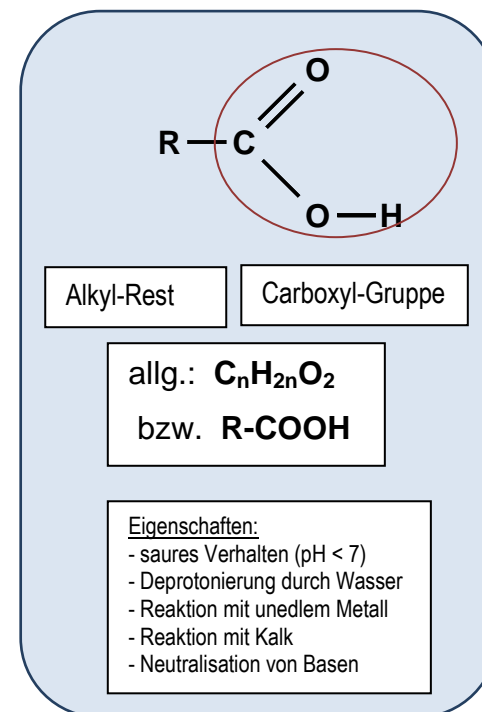 O
R C
O H
Alkyl-Rest
Carboxyl-Gruppe
allg.: CₙH₂ₙO₂
bzw. R-COOH
Eigenschaften:
- saures Verhalten (pH < 7)
- Deprotonierung durch Wasser
- Reaktion mit unedlem Metall
- Reaktion mit Kalk
- Neutralisation von Basen